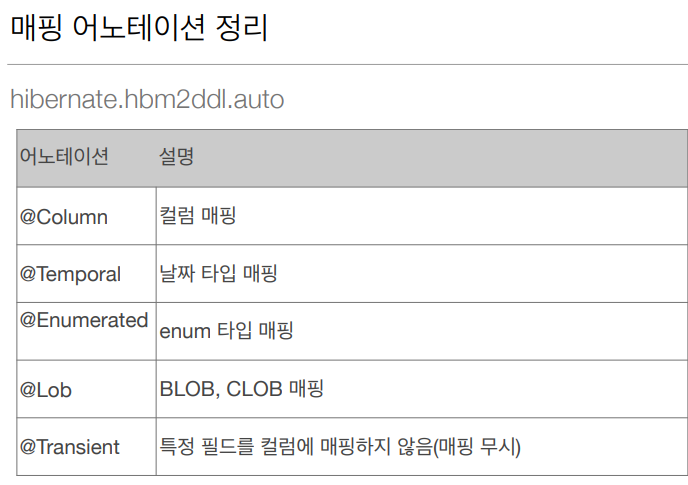 매핑 어노테이션 정리
hibernate.hbm2ddl.auto
어노테이션 설명
@Column 컬럼 매핑
@Temporal 날짜 타입 매핑
@Enumerated enum 타입 매핑
@Lob BLOB, CLOB 매핑
@Transient 특정 필드를 컬럼에 매핑하지 않음(매핑 무시)